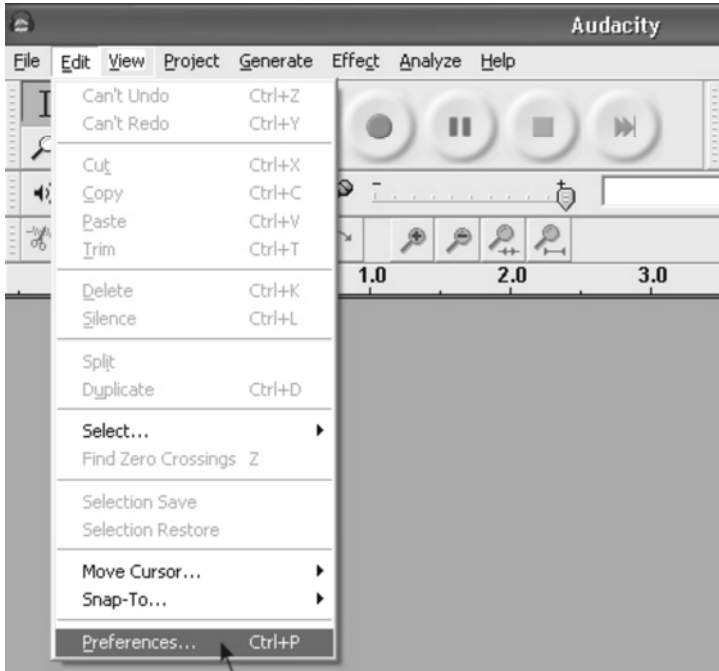 Audacity
File Edit View Project Generate Effect Analyze Help
Can't Undo Ctrl+Z
Can't Redo Ctrl+Y
Cut Ctrl+X
Copy Ctrl+C
Paste Ctrl+V
Trim Ctrl+T
Delete Ctrl+K
Silence Ctrl+L
Split
Duplicate Ctrl+D
Select...
Find Zero Crossings Z
Selection Save
Selection Restore
Move Cursor...
Snap-To...
Preferences... Ctrl+P
1.0 2.0 3.0